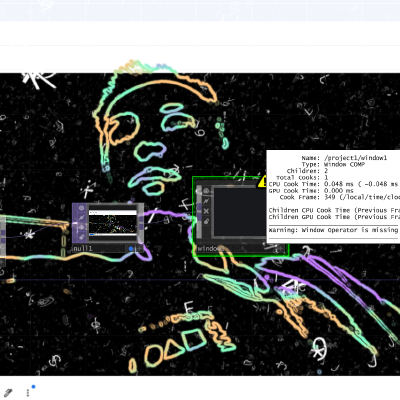 Name: /project1/window1
Type: Window COMP
Children: 2
Total Cooks: 1
CPU Cook Time: 0.048 ms ( -0.048 ms
GPU Cook Time: 0.000 ms
Cook Frame: 349 (/local/time/cloc
Children CPU Cook Time (Previous Fra
Children GPU Cook Time (Previous Fra
Warning: Window Operator is missing
null1
window
E